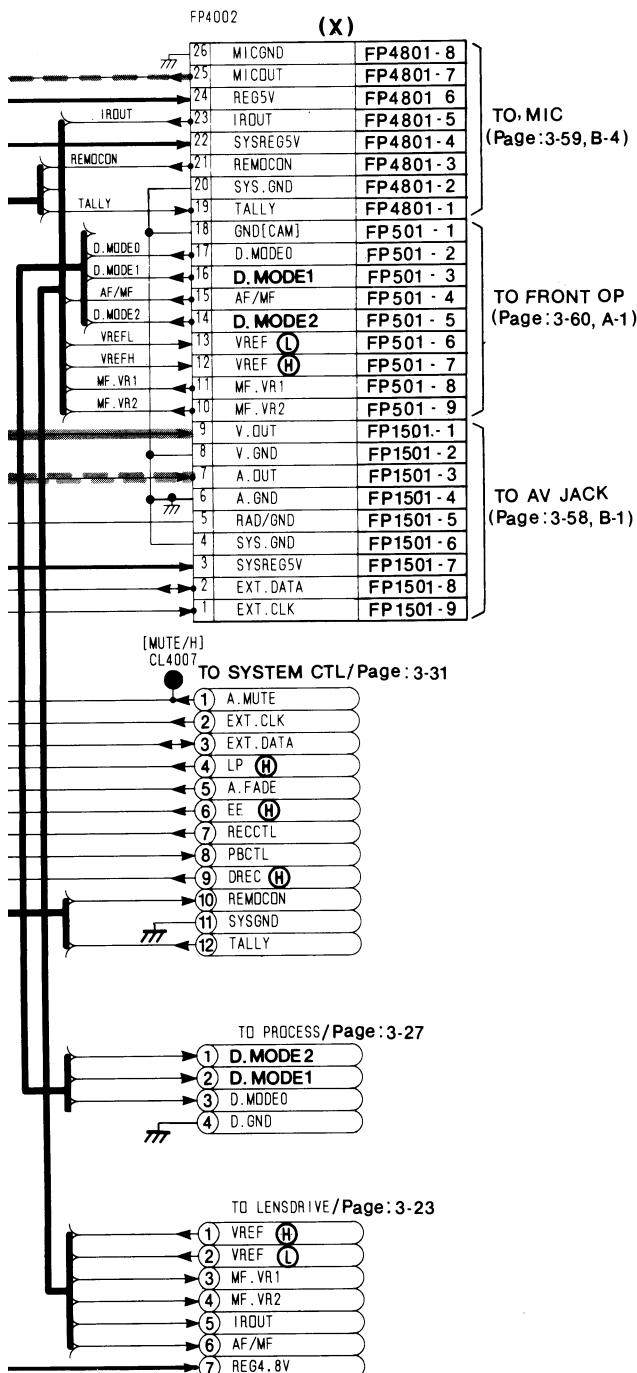 FP4002 (X)
26 MICGND FP4801-8
25 MICOUT FP4801-7
24 REG5V FP4801 6
IROUT 23 IROUT FP4801-5
22 SYSREG5V FP4801-4
REMOCON 21 REMOCON FP4801-3
20 SYS.GND FP4801-2
TALLY 19 TALLY FP4801-1
TO, MIC
(Page:3-59, B-4)
18 GND[CAM] FP501 - 1
D.MODE0 17 D.MODE0 FP501 - 2
D.MODE1 16 D.MODE1 FP501 - 3
AF/MF 15 AF/MF FP501 - 4
D.MODE2 14 D.MODE2 FP501 - 5
VREFL 13 VREF L FP501 - 6
VREFH 12 VREF H FP501 - 7
MF.VR1 11 MF.VR1 FP501 - 8
MF.VR2 10 MF.VR2 FP501 - 9
TO FRONT OP
(Page:3-60, A-1)
9 V.OUT FP1501.- 1
8 V.GND FP1501 - 2
7 A.OUT FP1501 - 3
6 A.GND FP1501 - 4
5 RAD/GND FP1501 - 5
4 SYS.GND FP1501 - 6
3 SYSREG5V FP1501 - 7
2 EXT.DATA FP1501 - 8
1 EXT.CLK FP1501 - 9
TO AV JACK
(Page:3-58, B-1)
[MUTE/H]
CL4007
TO SYSTEM CTL/Page:3-31
1 A.MUTE
2 EXT.CLK
3 EXT.DATA
4 LP H
5 A.FADE
6 EE H
7 RECCTL
8 PBCTL
9 DREC H
10 REMOCON
11 SYSGND
12 TALLY
TO PROCESS/Page:3-27
1 D.MODE2
2 D.MODE1
3 D.MODE0
4 D.GND
TO LENSDRIVE/Page:3-23
1 VREF H
2 VREF L
3 MF.VR1
4 MF.VR2
5 IROUT
6 AF/MF
7 REG4.8V